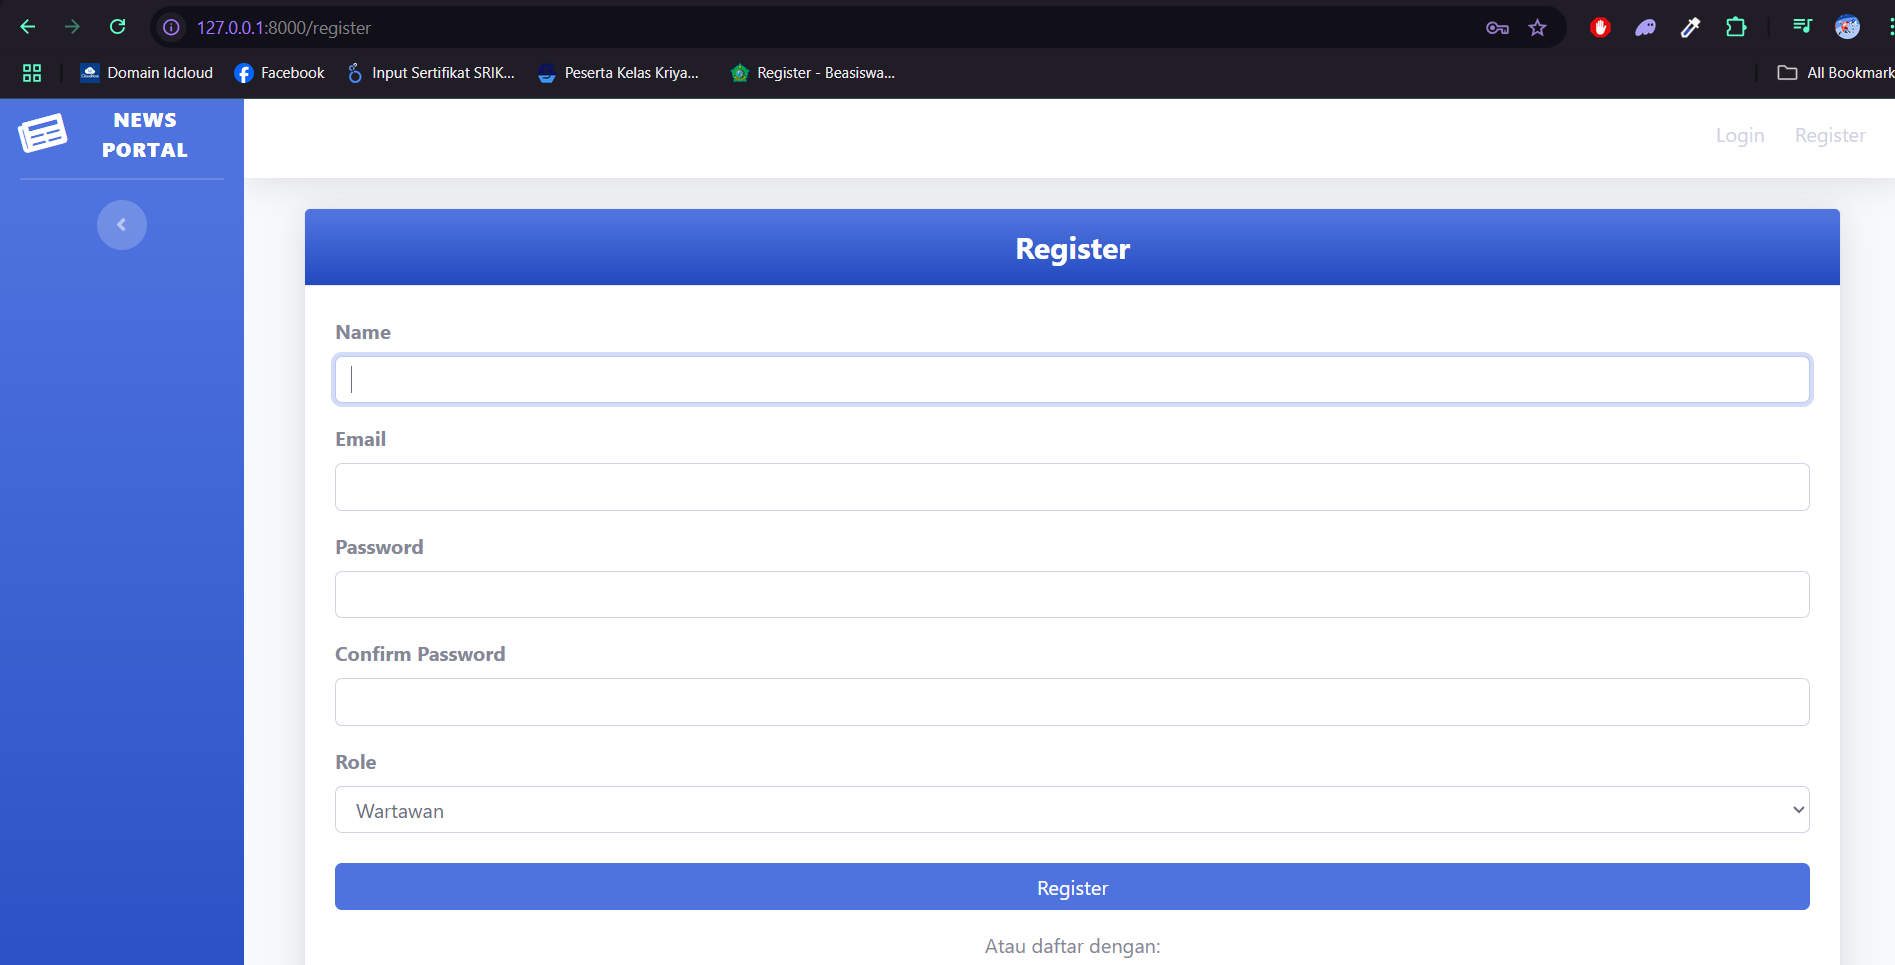 127.0.0.1:8000/register
Domain Idcloud
Facebook
Input Sertifikat SRIK...
Peserta Kelas Kriya...
Register - Beasiswa...
All Bookmark
NEWS
PORTAL
Login
Register
Register
Name
Email
Password
Confirm Password
Role
Wartawan
Register
Atau daftar dengan: